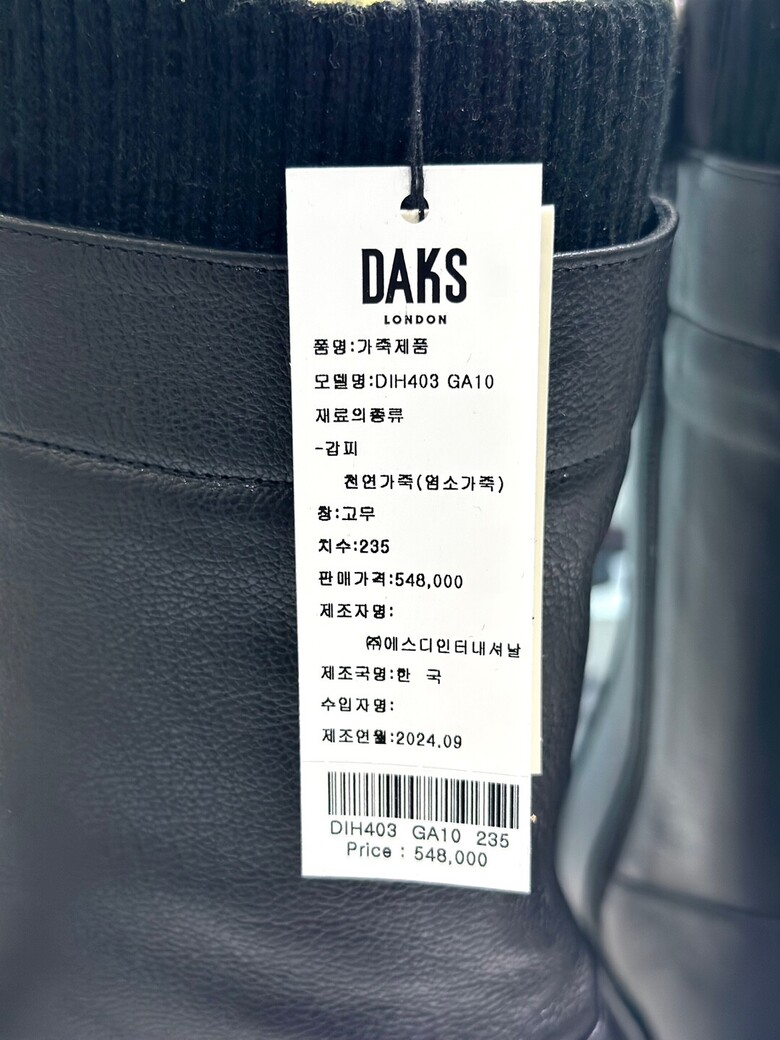 DAKS
LONDON
품명:가죽제품
모델명:DIH403 GA10
재료의종류
-갑피
천연가죽(염소가죽)
창:고무
치수:235
판매가격:548,000
제조자명:
㈜에스디인터내셔날
제조국명:한 국
수입자명:
제조연월:2024.09
DIH403 GA10 235
Price : 548,000